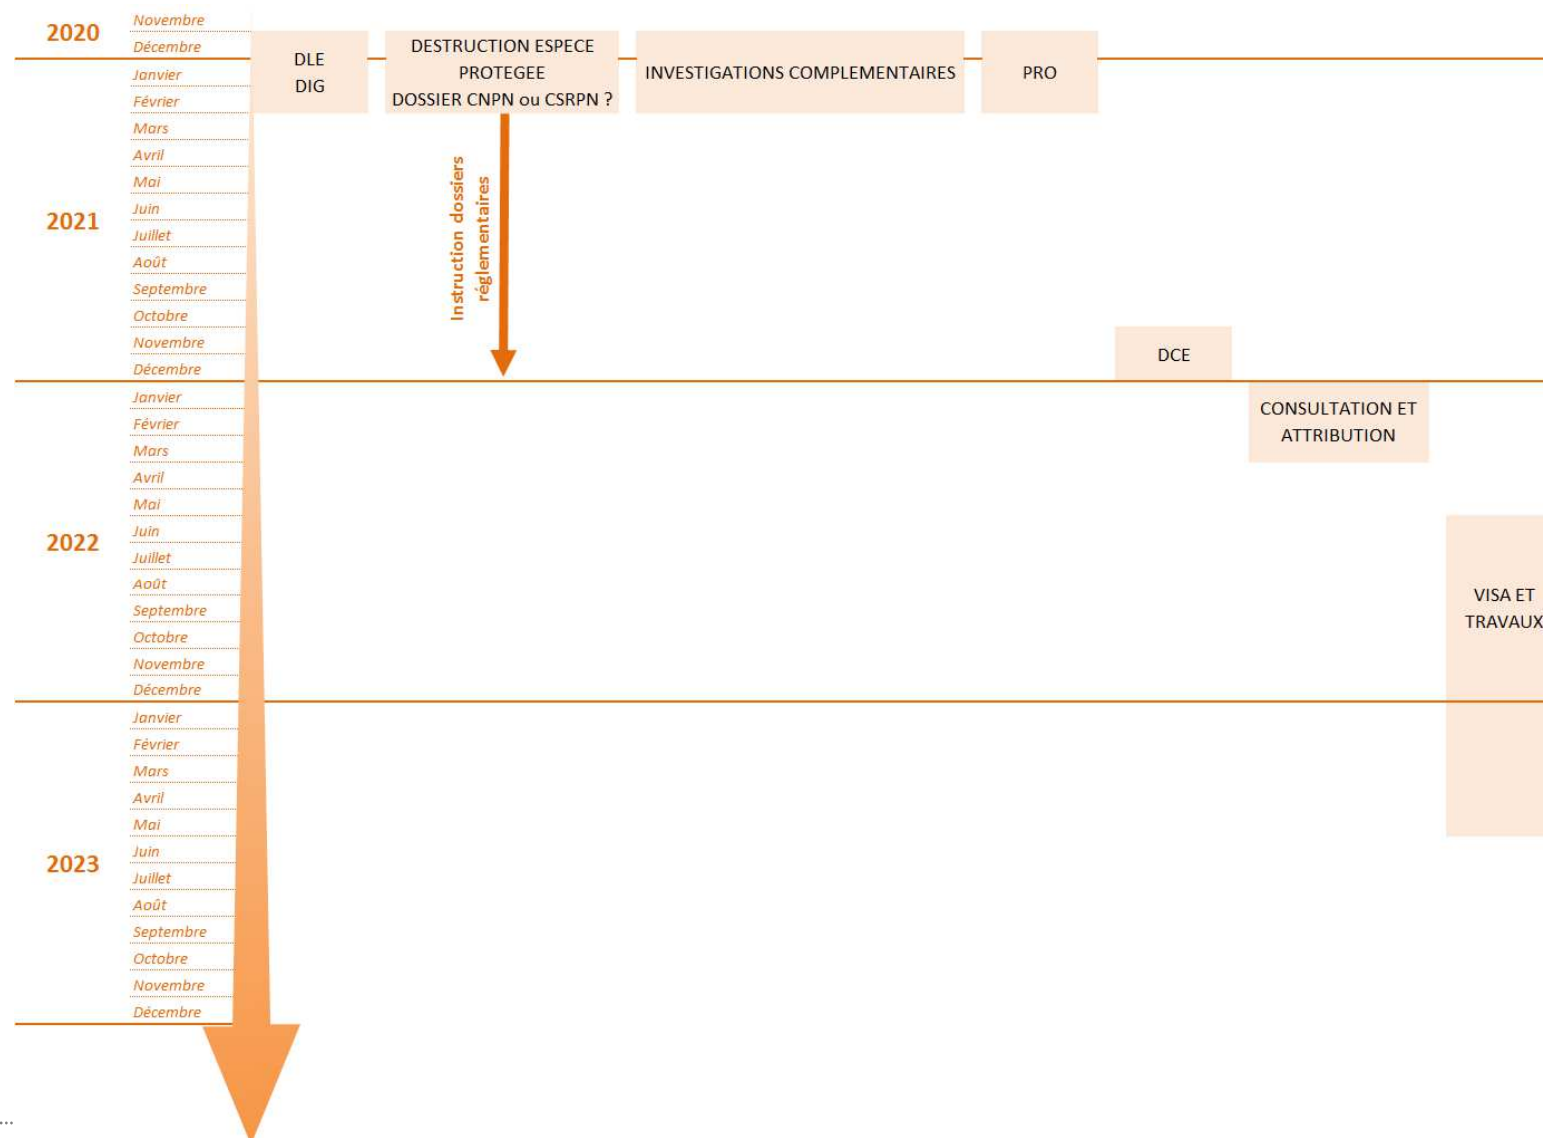 2020
Novembre
Décembre
DLE
DIG
DESTRUCTION ESPECE
PROTEGEE
DOSSIER CNPN ou CSRPN ?
INVESTIGATIONS COMPLEMENTAIRES
PRO
2021
Janvier
Février
Mars
Avril
Mai
Juin
Juillet
Août
Septembre
Octobre
Novembre
Décembre
Instruction dossiers
réglementaires
DCE
2022
Janvier
Février
Mars
Avril
Mai
Juin
Juillet
Août
Septembre
Octobre
Novembre
Décembre
CONSULTATION ET
ATTRIBUTION
VISA ET
TRAVAUX
2023
Janvier
Février
Mars
Avril
Mai
Juin
Juillet
Août
Septembre
Octobre
Novembre
Décembre
...